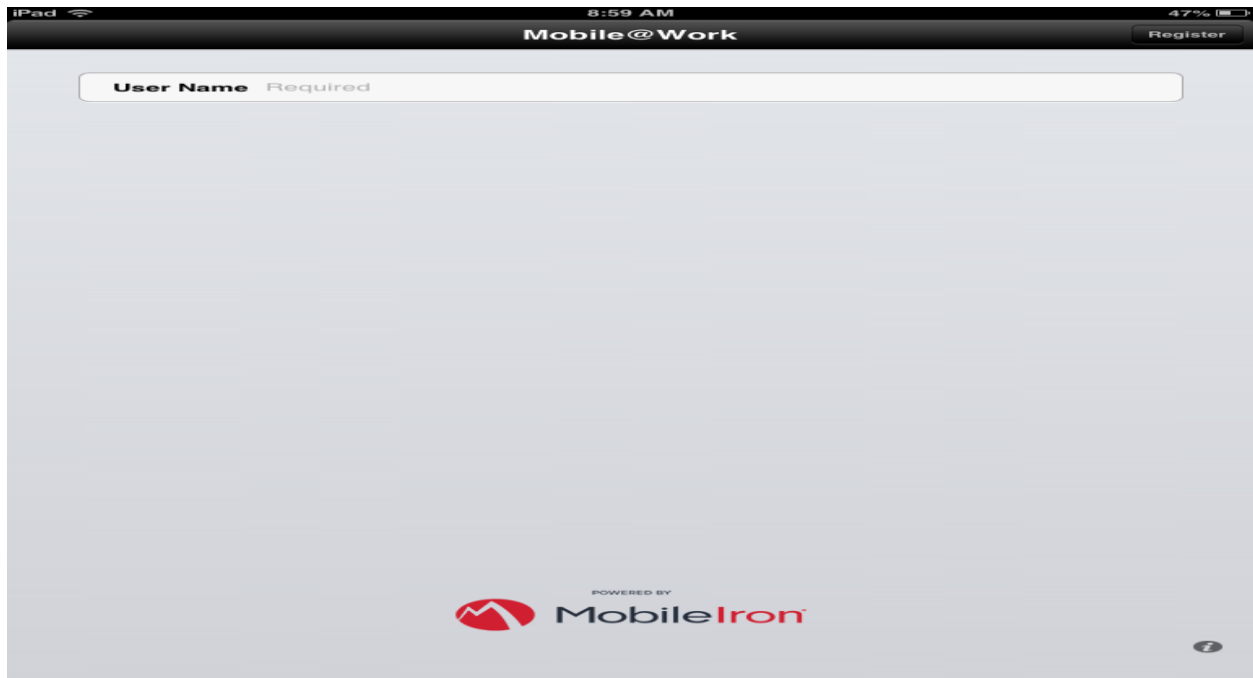 iPad 8:59 AM 47%
Mobile@Work Register
User Name Required
POWERED BY
MobileIron